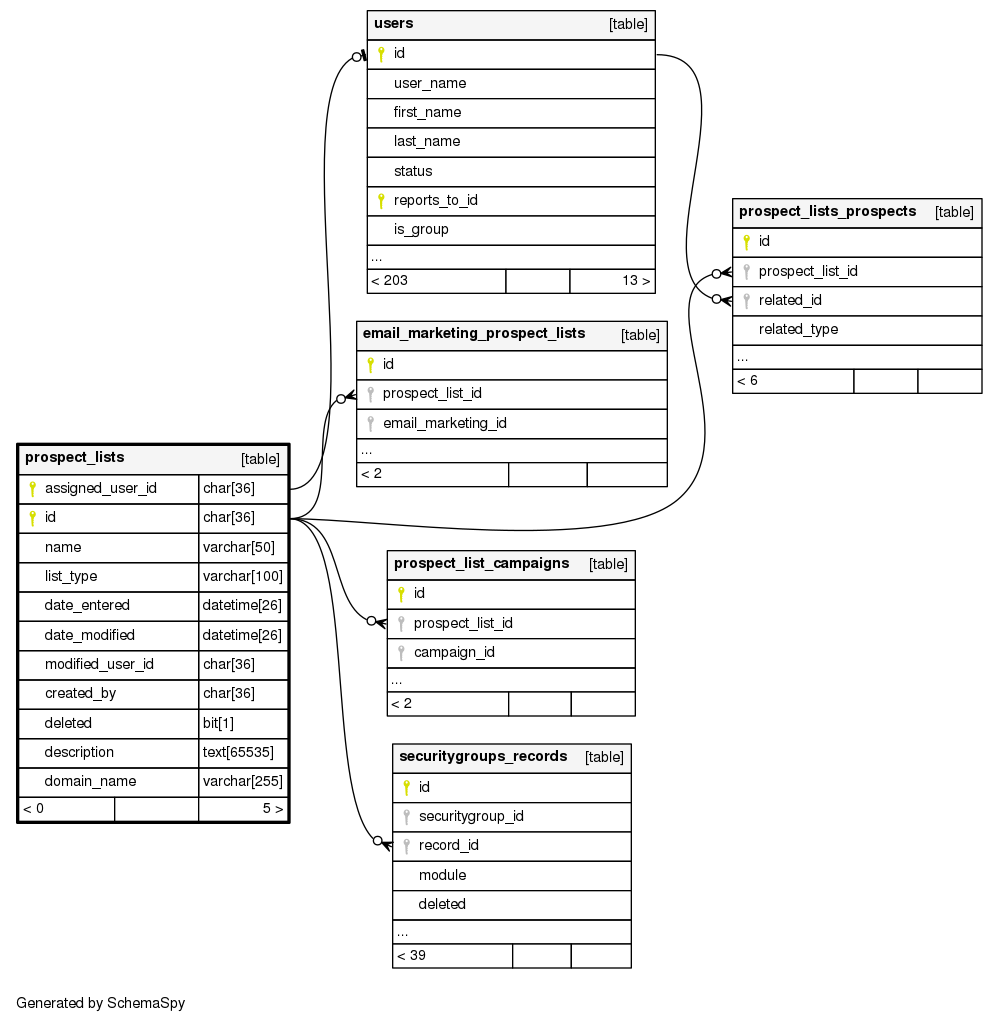 users [table]
id
user_name
first_name
last_name
status
reports_to_id
is_group
...
< 203 13 >
prospect_lists_prospects [table]
id
prospect_list_id
related_id
related_type
...
< 6
email_marketing_prospect_lists [table]
id
prospect_list_id
email_marketing_id
...
< 2
prospect_lists [table]
assigned_user_id char[36]
id char[36]
name varchar[50]
list_type varchar[100]
date_entered datetime[26]
date_modified datetime[26]
modified_user_id char[36]
created_by char[36]
deleted bit[1]
description text[65535]
domain_name varchar[255]
< 0 5 >
prospect_list_campaigns [table]
id
prospect_list_id
campaign_id
...
< 2
securitygroups_records [table]
id
securitygroup_id
record_id
module
deleted
...
< 39
Generated by SchemaSpy